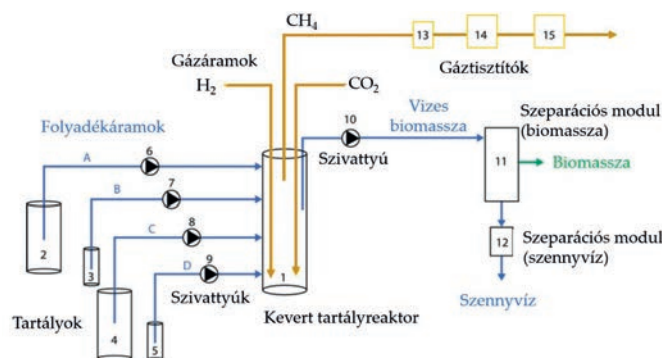 CH₄
13
14
15
Gázáramok
Gáztisztítók
H₂
CO₂
10
Vizes
biomassza
Szeparációs modul
(biomassza)
Folyadékáramok
Szivattyú
A
6
11
Biomassza
B
7
2
3
C
8
12
Szeparációs modul
(szennyvíz)
D
9
1
Szivattyúk
Szennyvíz
Tartályok
4
5
Kevert tartályreaktor